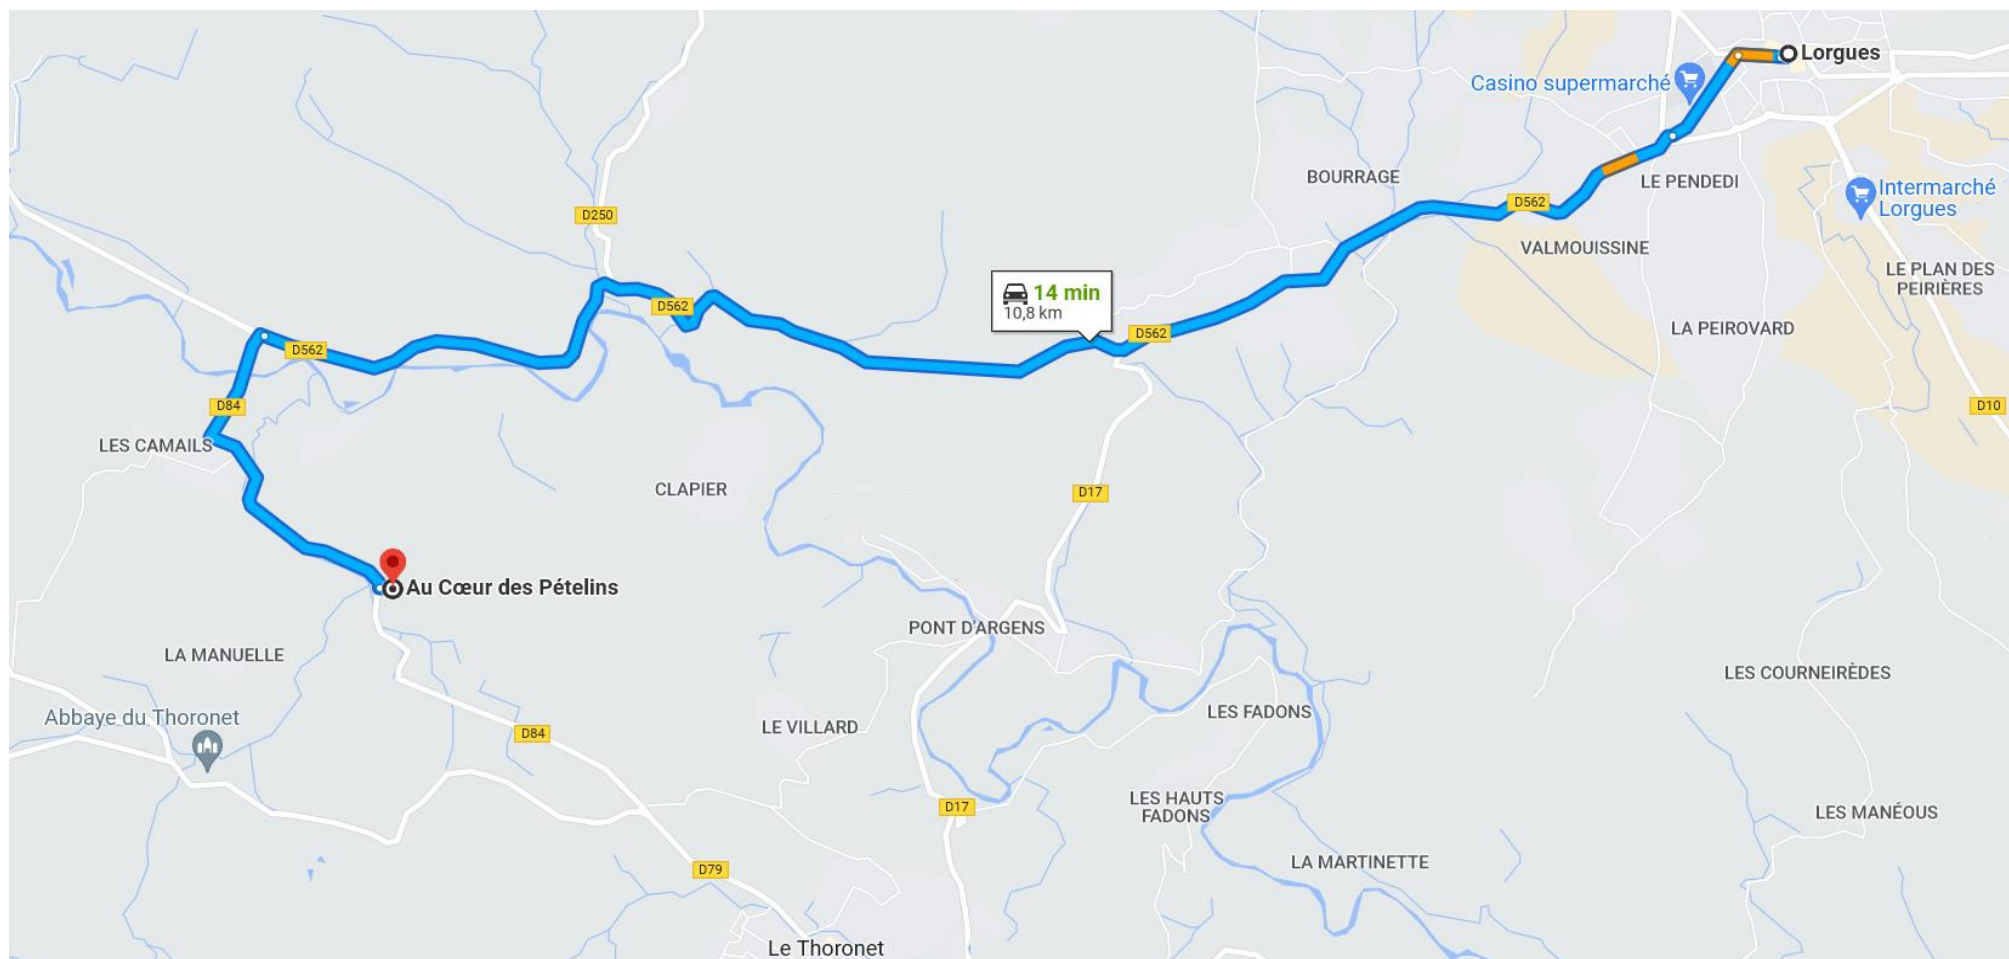 Lorgues
Casino supermarché
BOURRAGE
LE PENDEDI
Intermarché
Lorgues
D562
D250
VALMOUISSINE
LE PLAN DES
PEIRIÈRES
14 min
10,8 km
D562
D562
LA PEIROVARD
D562
D84
D10
LES CAMAILS
CLAPIER
D17
Au Cœur des Pételins
PONT D'ARGENS
LA MANUELLE
LES COURNEIRÈDES
Abbaye du Thoronet
LES FADONS
LE VILLARD
D84
LES HAUTS
FADONS
D17
LES MANÉOUS
LA MARTINETTE
D79
Le Thoronet